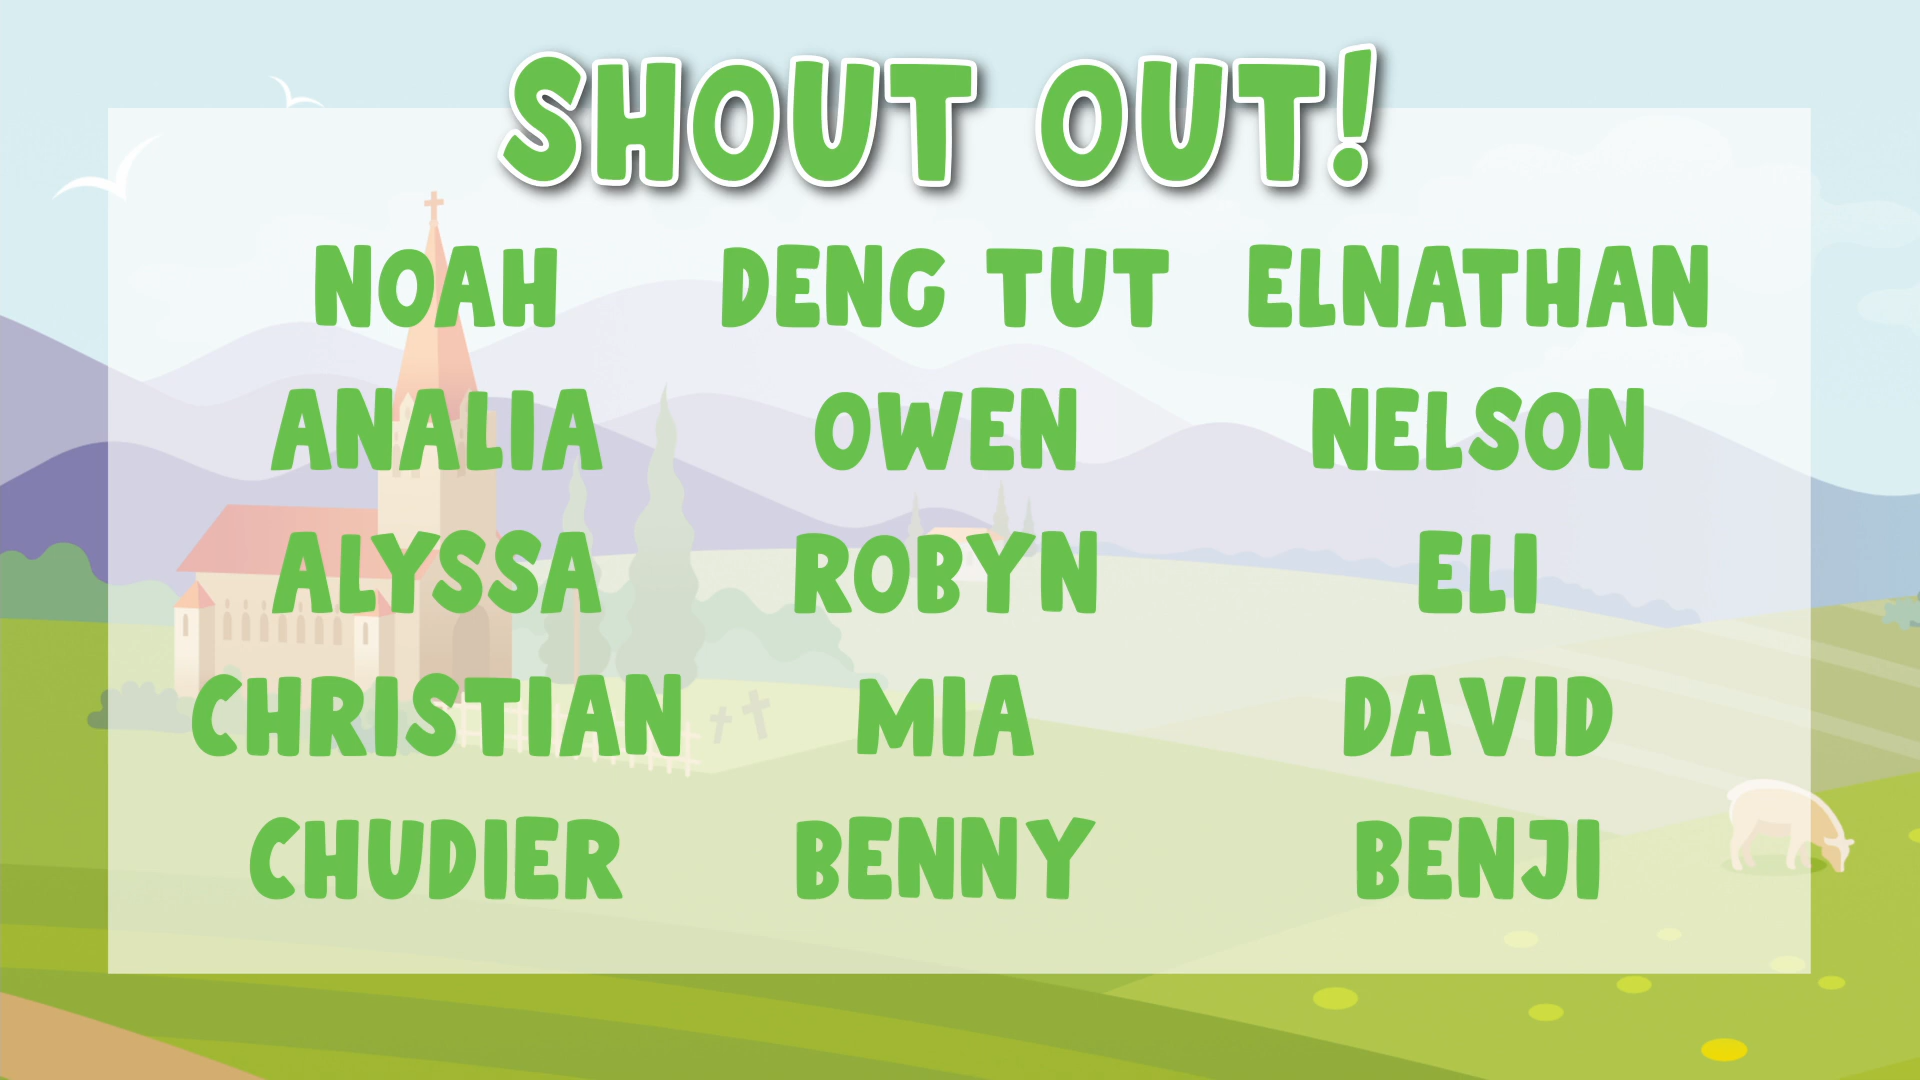 SHOUT OUT!
NOAH DENG TUT ELNATHAN
ANALIA OWEN NELSON
ALYSSA ROBYN ELI
CHRISTIAN MIA DAVID
CHUDIER BENNY BENJI